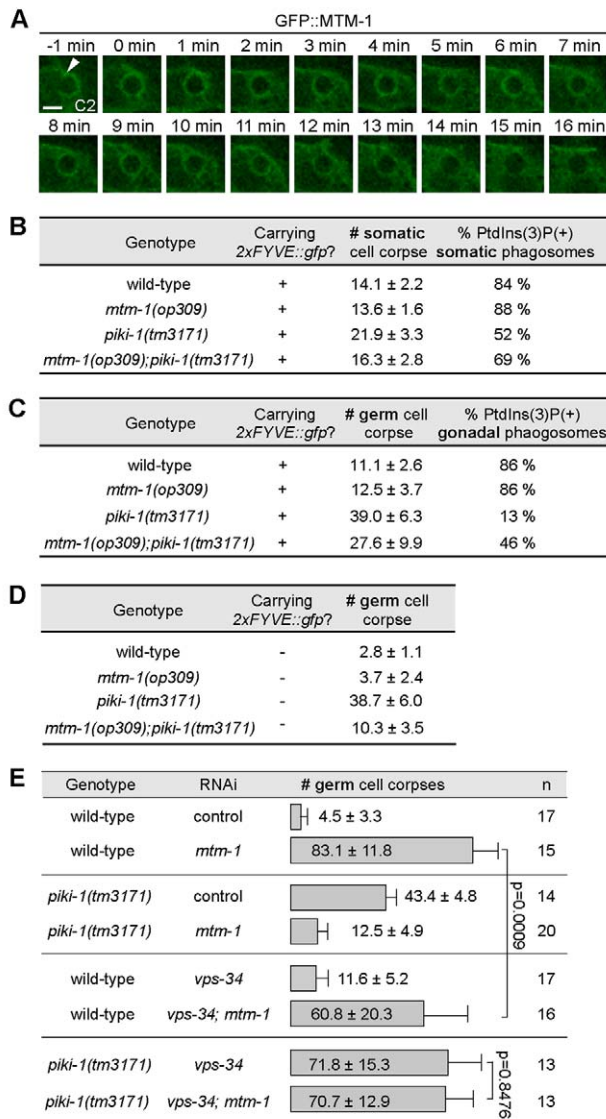 A
GFP::MTM-1
-1 min 0 min 1 min 2 min 3 min 4 min 5 min 6 min 7 min
C2
8 min 9 min 10 min 11 min 12 min 13 min 14 min 15 min 16 min
B
Genotype Carrying 2xFYVE::gfp? # somatic cell corpse % PtdIns(3)P(+) somatic phagosomes
wild-type + 14.1 ± 2.2 84 %
mtm-1(op309) + 13.6 ± 1.6 88 %
piki-1(tm3171) + 21.9 ± 3.3 52 %
mtm-1(op309);piki-1(tm3171) + 16.3 ± 2.8 69 %
C
Genotype Carrying 2xFYVE::gfp? # germ cell corpse % PtdIns(3)P(+) gonadal phaogosomes
wild-type + 11.1 ± 2.6 86 %
mtm-1(op309) + 12.5 ± 3.7 86 %
piki-1(tm3171) + 39.0 ± 6.3 13 %
mtm-1(op309);piki-1(tm3171) + 27.6 ± 9.9 46 %
D
Genotype Carrying 2xFYVE::gfp? # germ cell corpse
wild-type - 2.8 ± 1.1
mtm-1(op309) - 3.7 ± 2.4
piki-1(tm3171) - 38.7 ± 6.0
mtm-1(op309);piki-1(tm3171) - 10.3 ± 3.5
E
Genotype RNAi # germ cell corpses n
wild-type control 4.5 ± 3.3 17
wild-type mtm-1 83.1 ± 11.8 15
piki-1(tm3171) control 43.4 ± 4.8 14
piki-1(tm3171) mtm-1 12.5 ± 4.9 20
wild-type vps-34 11.6 ± 5.2 17
wild-type vps-34; mtm-1 60.8 ± 20.3 16
p=0.0009
piki-1(tm3171) vps-34 71.8 ± 15.3 13
piki-1(tm3171) vps-34; mtm-1 70.7 ± 12.9 13
p=0.8476